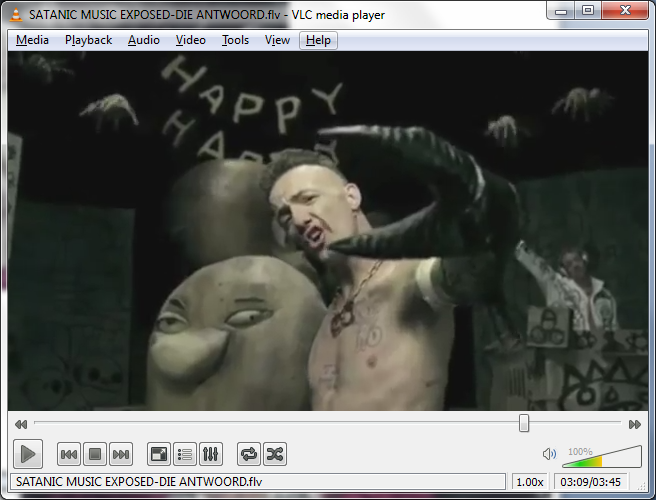 SATANIC MUSIC EXPOSED-DIE ANTWOORD.flv - VLC media player
Media Playback Audio Video Tools View Help
HAPPY
100%
SATANIC MUSIC EXPOSED-DIE ANTWOORD.flv 1.00x 03:09/03:45